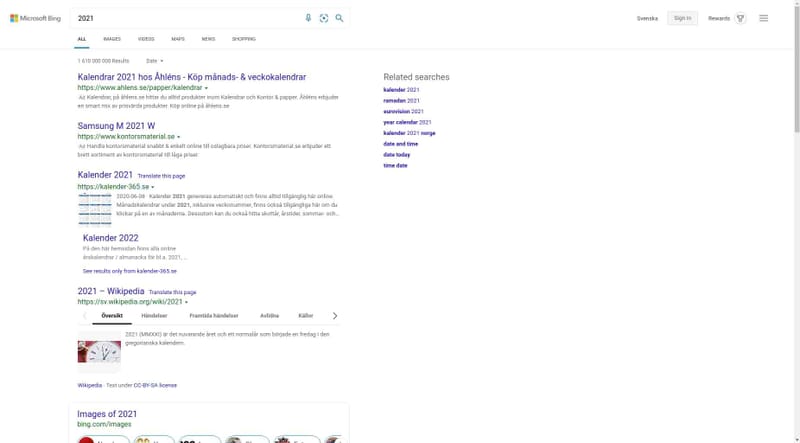 Microsoft Bing
2021
Svenska
Sign in
Rewards
ALL IMAGES VIDEOS MAPS NEWS SHOPPING
1 610 000 000 Results Date
Kalendrar 2021 hos Åhléns - Köp månads- & veckokalendrar
https://www.ahlens.se/papper/kalendrar
Ad Kalendrar, på åhlens.se hittar du alltid produkter inom Kalendrar och Kontor & papper. Åhléns erbjuder
en smart mix av prisvärda produkter. Köp online på åhléns.se
Samsung M 2021 W
https://www.kontorsmaterial.se
Ad Handla kontorsmaterial snabbt & enkelt online till oslagbara priser. Kontorsmaterial.se erbjuder ett
brett sortiment av kontorsmaterial till låga priser.
Kalender 2021 Translate this page
https://kalender-365.se
2020-06-08 · Kalender 2021 genereras automatiskt och finns alltid tillgänglig här online.
Månadskalendrar under 2021, inklusive veckonummer, finns också tillgängliga här om du
klickar på en av månaderna. Dessutom kan du också hitta skottår, årstider, sommar- och...
Kalender 2022
På den här hemsidan finns alla online
årskalendrar / almanacka för bl.a. 2021, ...
See results only from kalender-365.se
2021 – Wikipedia Translate this page
https://sv.wikipedia.org/wiki/2021
Översikt Händelser Framtida händelser Avlidna Källor
2021 (MMXXI) är det nuvarande året och ett normalår som började en fredag i den
gregorianska kalendern.
Wikipedia · Text under CC-BY-SA license
Images of 2021
bing.com/images
Related searches
kalender 2021
ramadan 2021
eurovision 2021
year calendar 2021
kalender 2021 norge
date and time
date today
time date